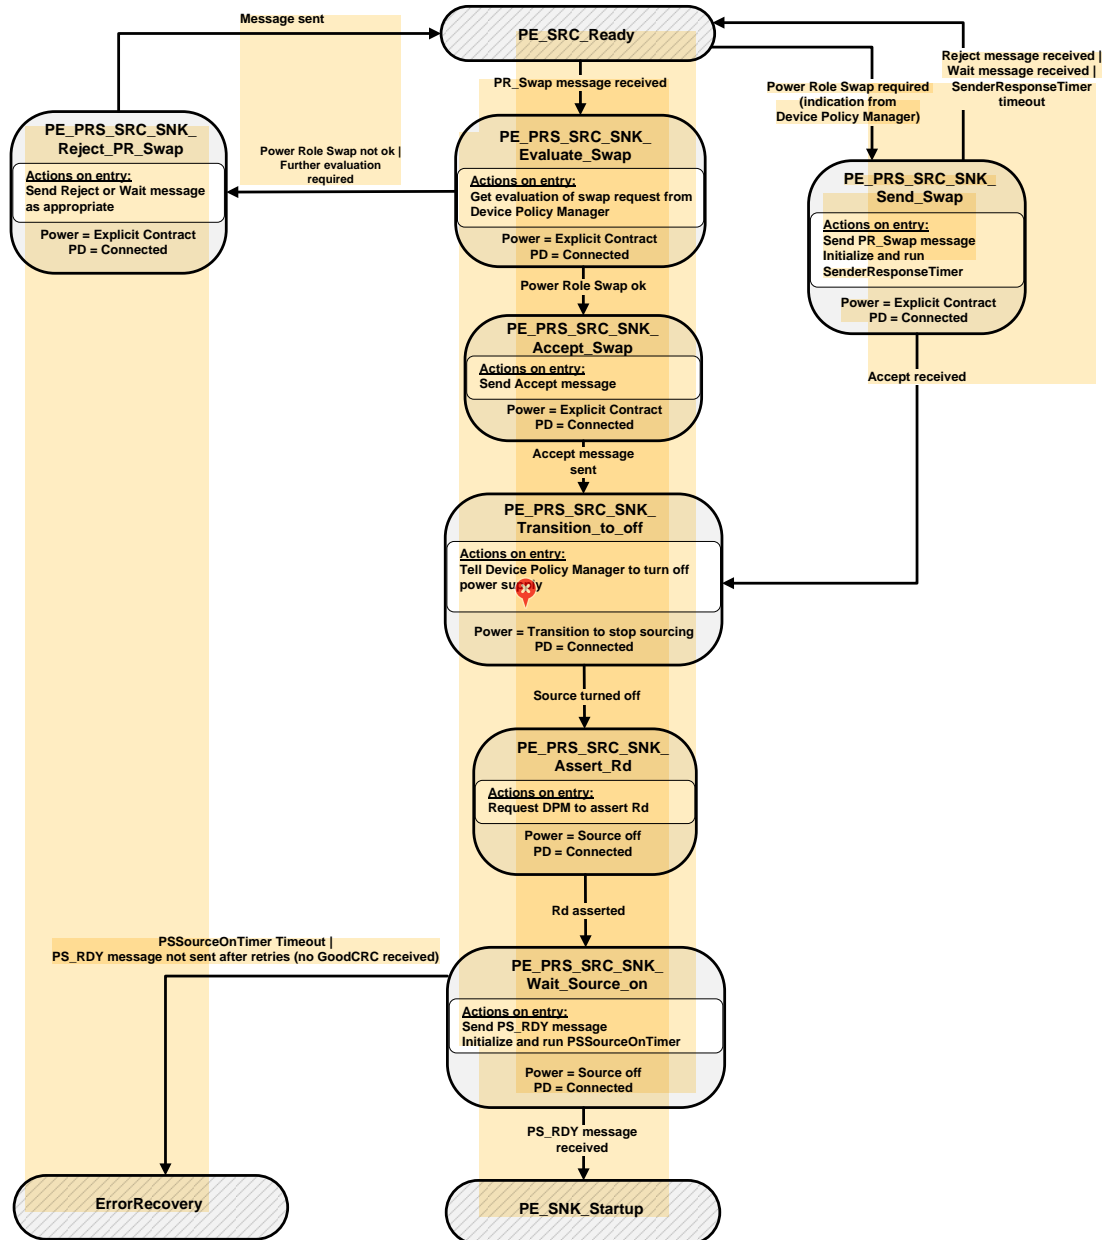 Message sent
PE_SRC_Ready
PR_Swap message received
Reject message received |
Wait message received |
SenderResponseTimer
timeout
Power Role Swap required
(indication from
Device Policy Manager)
PE_PRS_SRC_SNK_
Reject_PR_Swap
Actions on entry:
Send Reject or Wait message
as appropriate
Power = Explicit Contract
PD = Connected
Power Role Swap not ok |
Further evaluation
required
PE_PRS_SRC_SNK_
Evaluate_Swap
Actions on entry:
Get evaluation of swap request from
Device Policy Manager
Power = Explicit Contract
PD = Connected
PE_PRS_SRC_SNK_
Send_Swap
Actions on entry:
Send PR_Swap message
Initialize and run
SenderResponseTimer
Power = Explicit Contract
PD = Connected
Power Role Swap ok
PE_PRS_SRC_SNK_
Accept_Swap
Actions on entry:
Send Accept message
Power = Explicit Contract
PD = Connected
Accept received
Accept message
sent
PE_PRS_SRC_SNK_
Transition_to_off
Actions on entry:
Tell Device Policy Manager to turn off
power supply
Power = Transition to stop sourcing
PD = Connected
Source turned off
PE_PRS_SRC_SNK_
Assert_Rd
Actions on entry:
Request DPM to assert Rd
Power = Source off
PD = Connected
Rd asserted
PSSourceOnTimer Timeout |
PS_RDY message not sent after retries (no GoodCRC received)
PE_PRS_SRC_SNK_
Wait_Source_on
Actions on entry:
Send PS_RDY message
Initialize and run PSSourceOnTimer
Power = Source off
PD = Connected
PS_RDY message
received
ErrorRecovery
PE_SNK_Startup